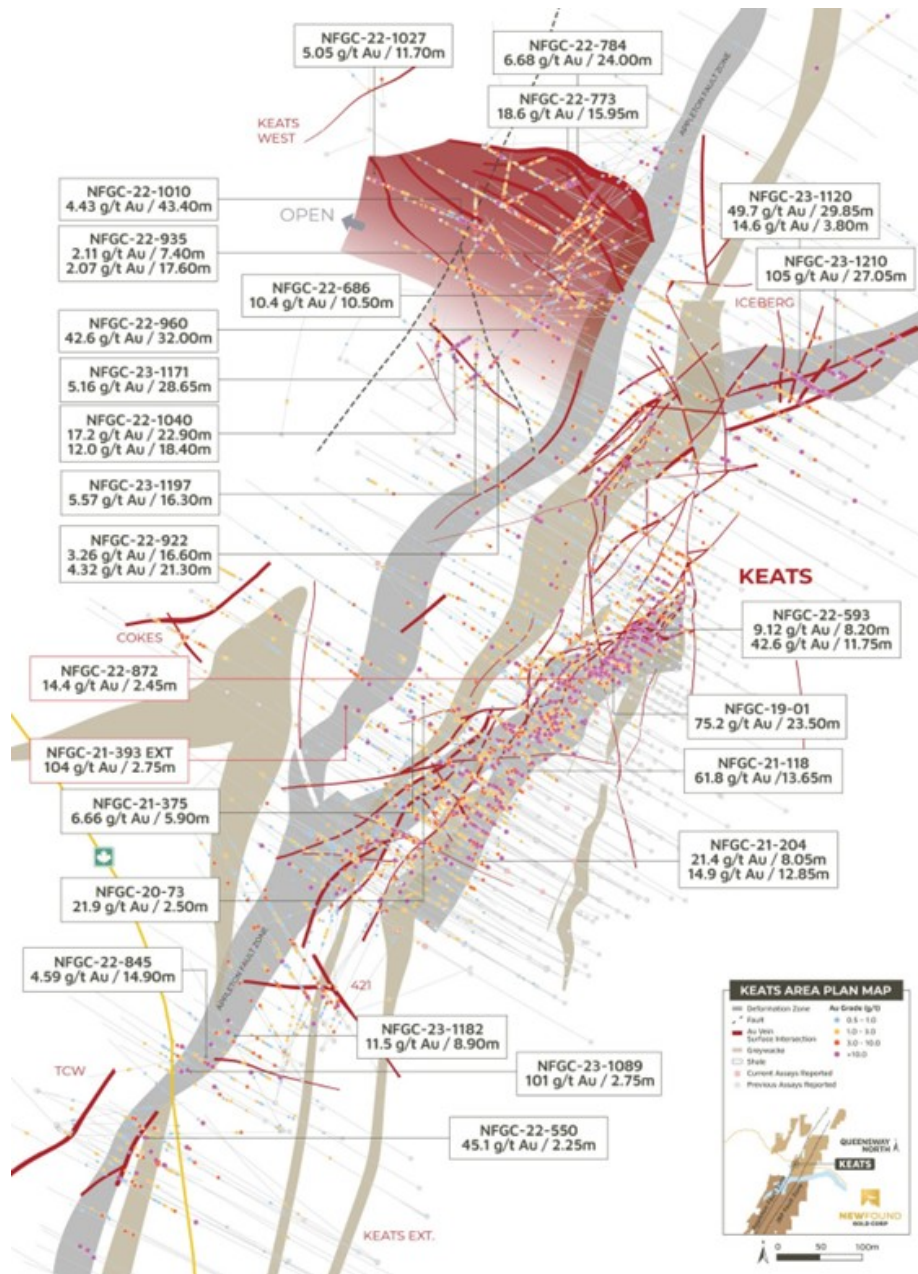 NFGC-22-1027
5.05 g/t Au / 11.70m
NFGC-22-784
6.68 g/t Au / 24.00m
NFGC-22-773
18.6 g/t Au / 15.95m
APPLETON FAULT ZONE
KEATS
WEST
NFGC-22-1010
4.43 g/t Au / 43.40m
OPEN
NFGC-23-1120
49.7 g/t Au / 29.85m
14.6 g/t Au / 3.80m
NFGC-22-935
2.11 g/t Au / 7.40m
2.07 g/t Au / 17.60m
NFGC-23-1210
105 g/t Au / 27.05m
NFGC-22-686
10.4 g/t Au / 10.50m
ICEBERG
NFGC-22-960
42.6 g/t Au / 32.00m
NFGC-23-1171
5.16 g/t Au / 28.65m
NFGC-22-1040
17.2 g/t Au / 22.90m
12.0 g/t Au / 18.40m
NFGC-23-1197
5.57 g/t Au / 16.30m
NFGC-22-922
3.26 g/t Au / 16.60m
4.32 g/t Au / 21.30m
KEATS
COKES
NFGC-22-593
9.12 g/t Au / 8.20m
42.6 g/t Au / 11.75m
NFGC-22-872
14.4 g/t Au / 2.45m
NFGC-19-01
75.2 g/t Au / 23.50m
NFGC-21-393 EXT
104 g/t Au / 2.75m
NFGC-21-118
61.8 g/t Au /13.65m
NFGC-21-375
6.66 g/t Au / 5.90m
NFGC-21-204
21.4 g/t Au / 8.05m
14.9 g/t Au / 12.85m
NFGC-20-73
21.9 g/t Au / 2.50m
NFGC-22-845
4.59 g/t Au / 14.90m
APPLETON FAULT ZONE
421
NFGC-23-1182
11.5 g/t Au / 8.90m
NFGC-23-1089
101 g/t Au / 2.75m
TCW
NFGC-22-550
45.1 g/t Au / 2.25m
KEATS EXT.
KEATS AREA PLAN MAP
Deformation Zone
Fault
Au Vein
Surface Intersection
Greywacke
Shale
Current Assays Reported
Previous Assays Reported
Au Grade (g/t)
0.5 - 1.0
1.0 - 3.0
3.0 - 10.0
>10.0
QUEENSWAY
NORTH
KEATS
NEWFOUND
GOLD CORP
0 50 100m